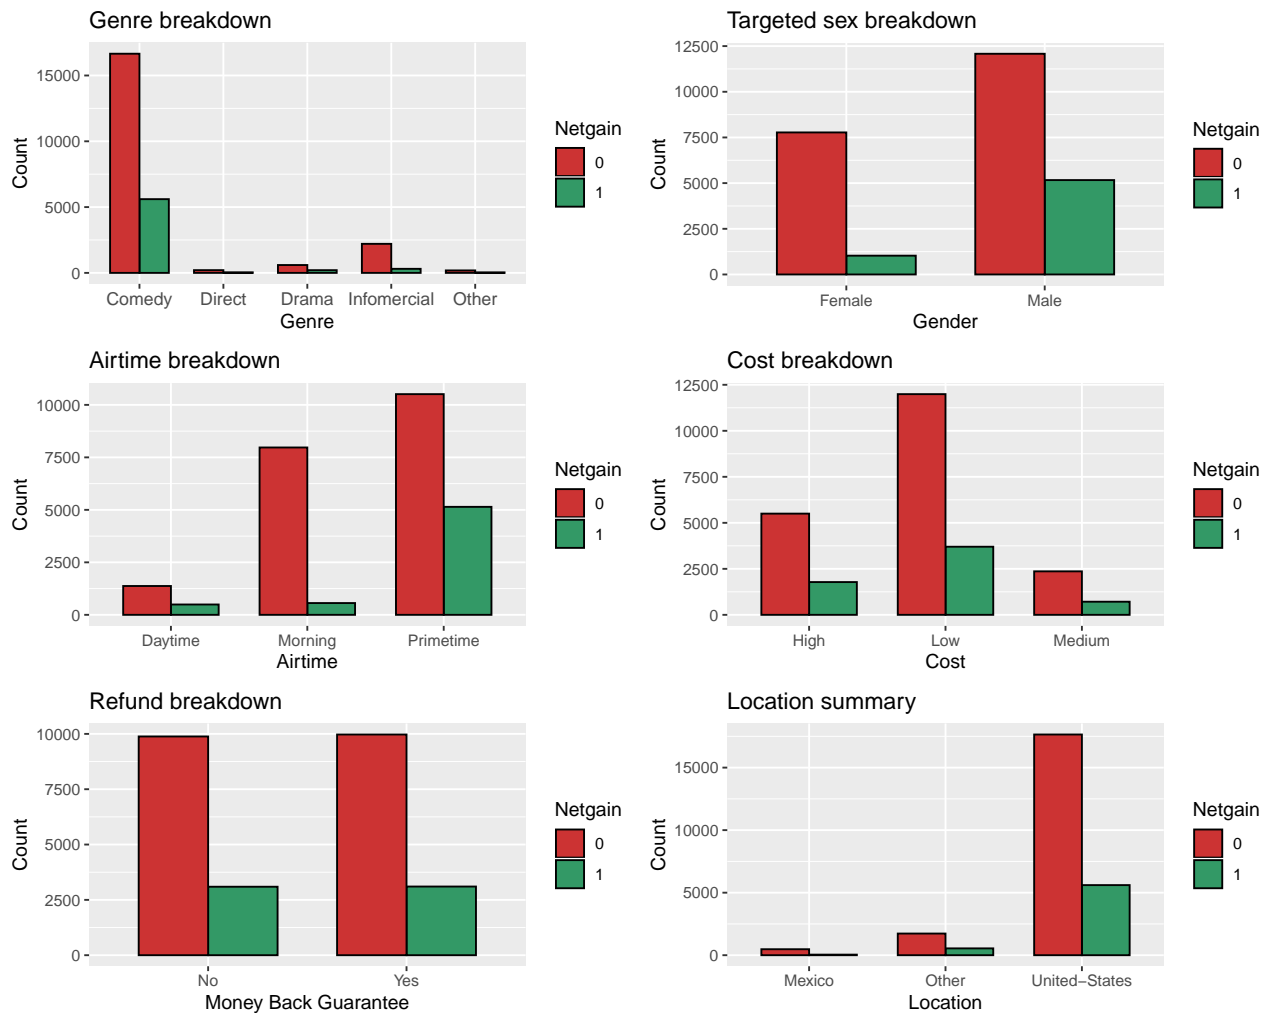 Genre breakdown
Count
15000
10000
5000
0
Comedy Direct Drama Infomercial Other
Genre
Netgain
0
1
Targeted sex breakdown
Count
12500
10000
7500
5000
2500
0
Female Male
Gender
Netgain
0
1
Airtime breakdown
Count
10000
7500
5000
2500
0
Daytime Morning Primetime
Airtime
Netgain
0
1
Cost breakdown
Count
12500
10000
7500
5000
2500
0
High Low Medium
Cost
Netgain
0
1
Refund breakdown
Count
10000
7500
5000
2500
0
No Yes
Money Back Guarantee
Netgain
0
1
Location summary
Count
15000
10000
5000
0
Mexico Other United−States
Location
Netgain
0
1